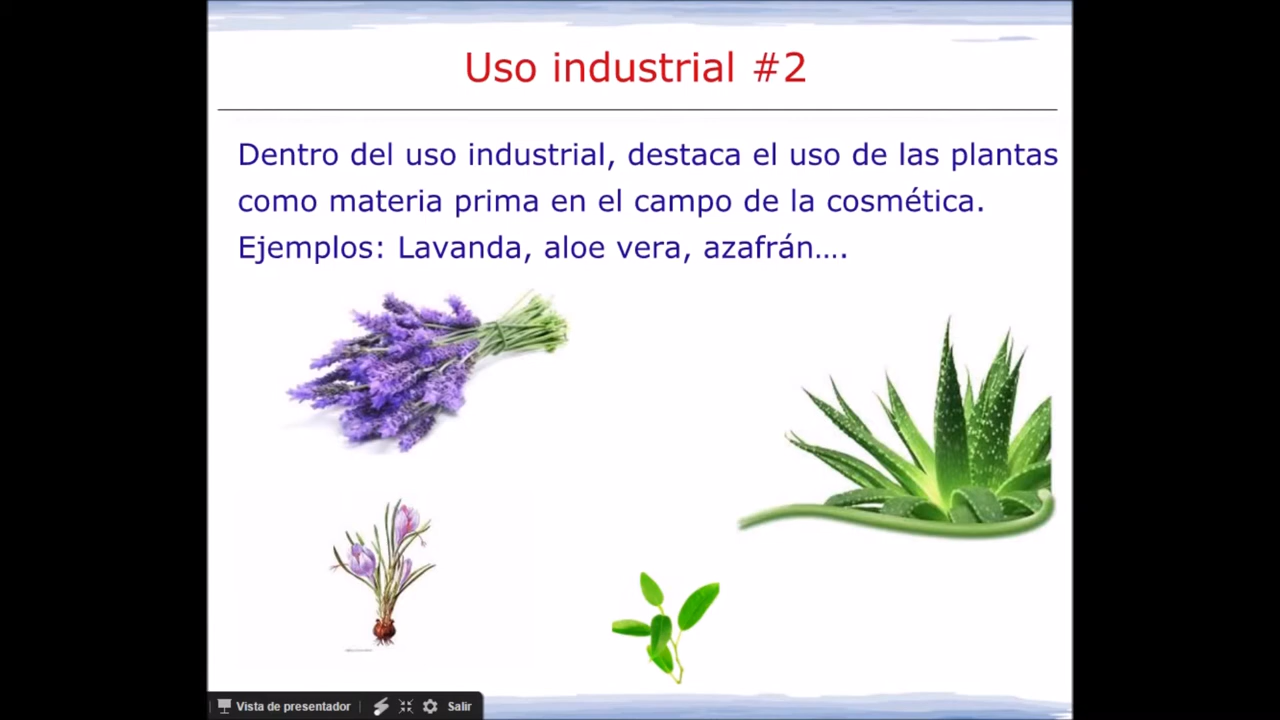 Uso industrial #2
Dentro del uso industrial, destaca el uso de las plantas
como materia prima en el campo de la cosmética.
Ejemplos: Lavanda, aloe vera, azafrán....
Vista de presentador
Salir